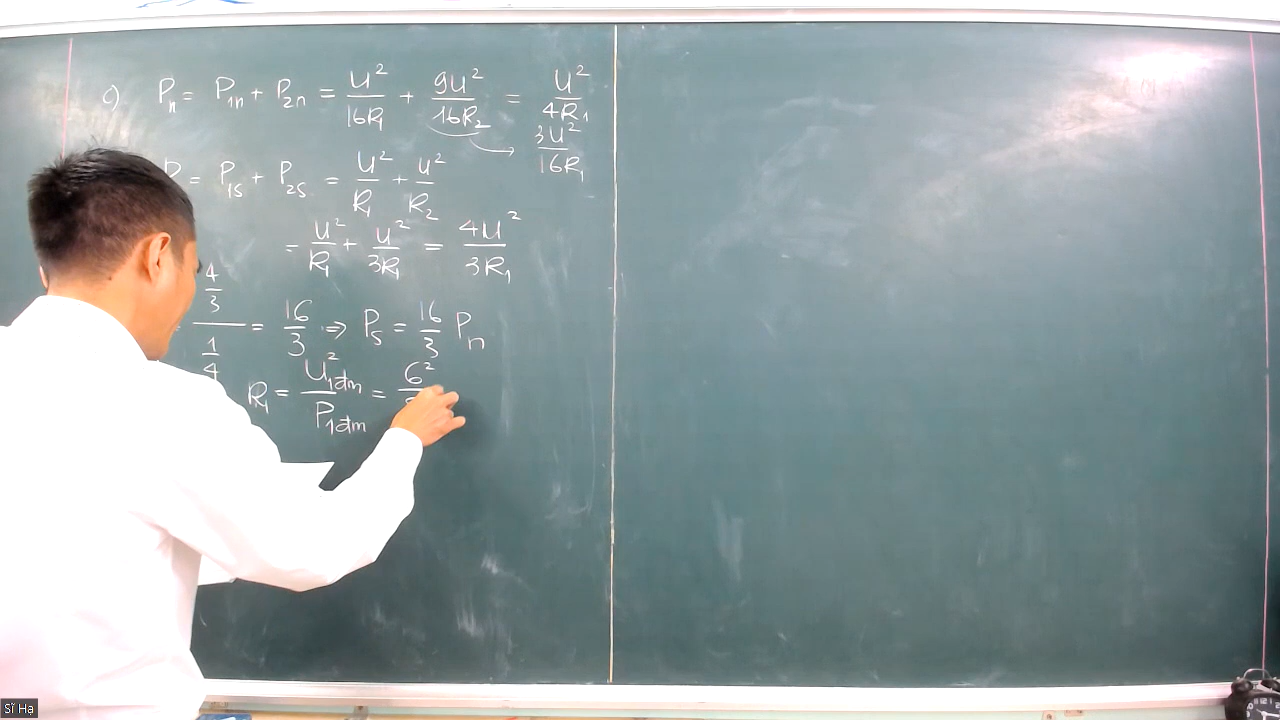 c) Pn = P1n + P2n = U²/16R1 + 9U²/16R2 = U²/4R1
3U²/16R1
= P1s + P2s = U²/R1 + U²/R2
= U²/R1 + U²/3R1 = 4U²/3R1
= (4/3)/(1/4) = 16/3 ⇒ Ps = 16/3 Pn
R1 = U²1đm/P1đm = 6²
Sĩ Hạ